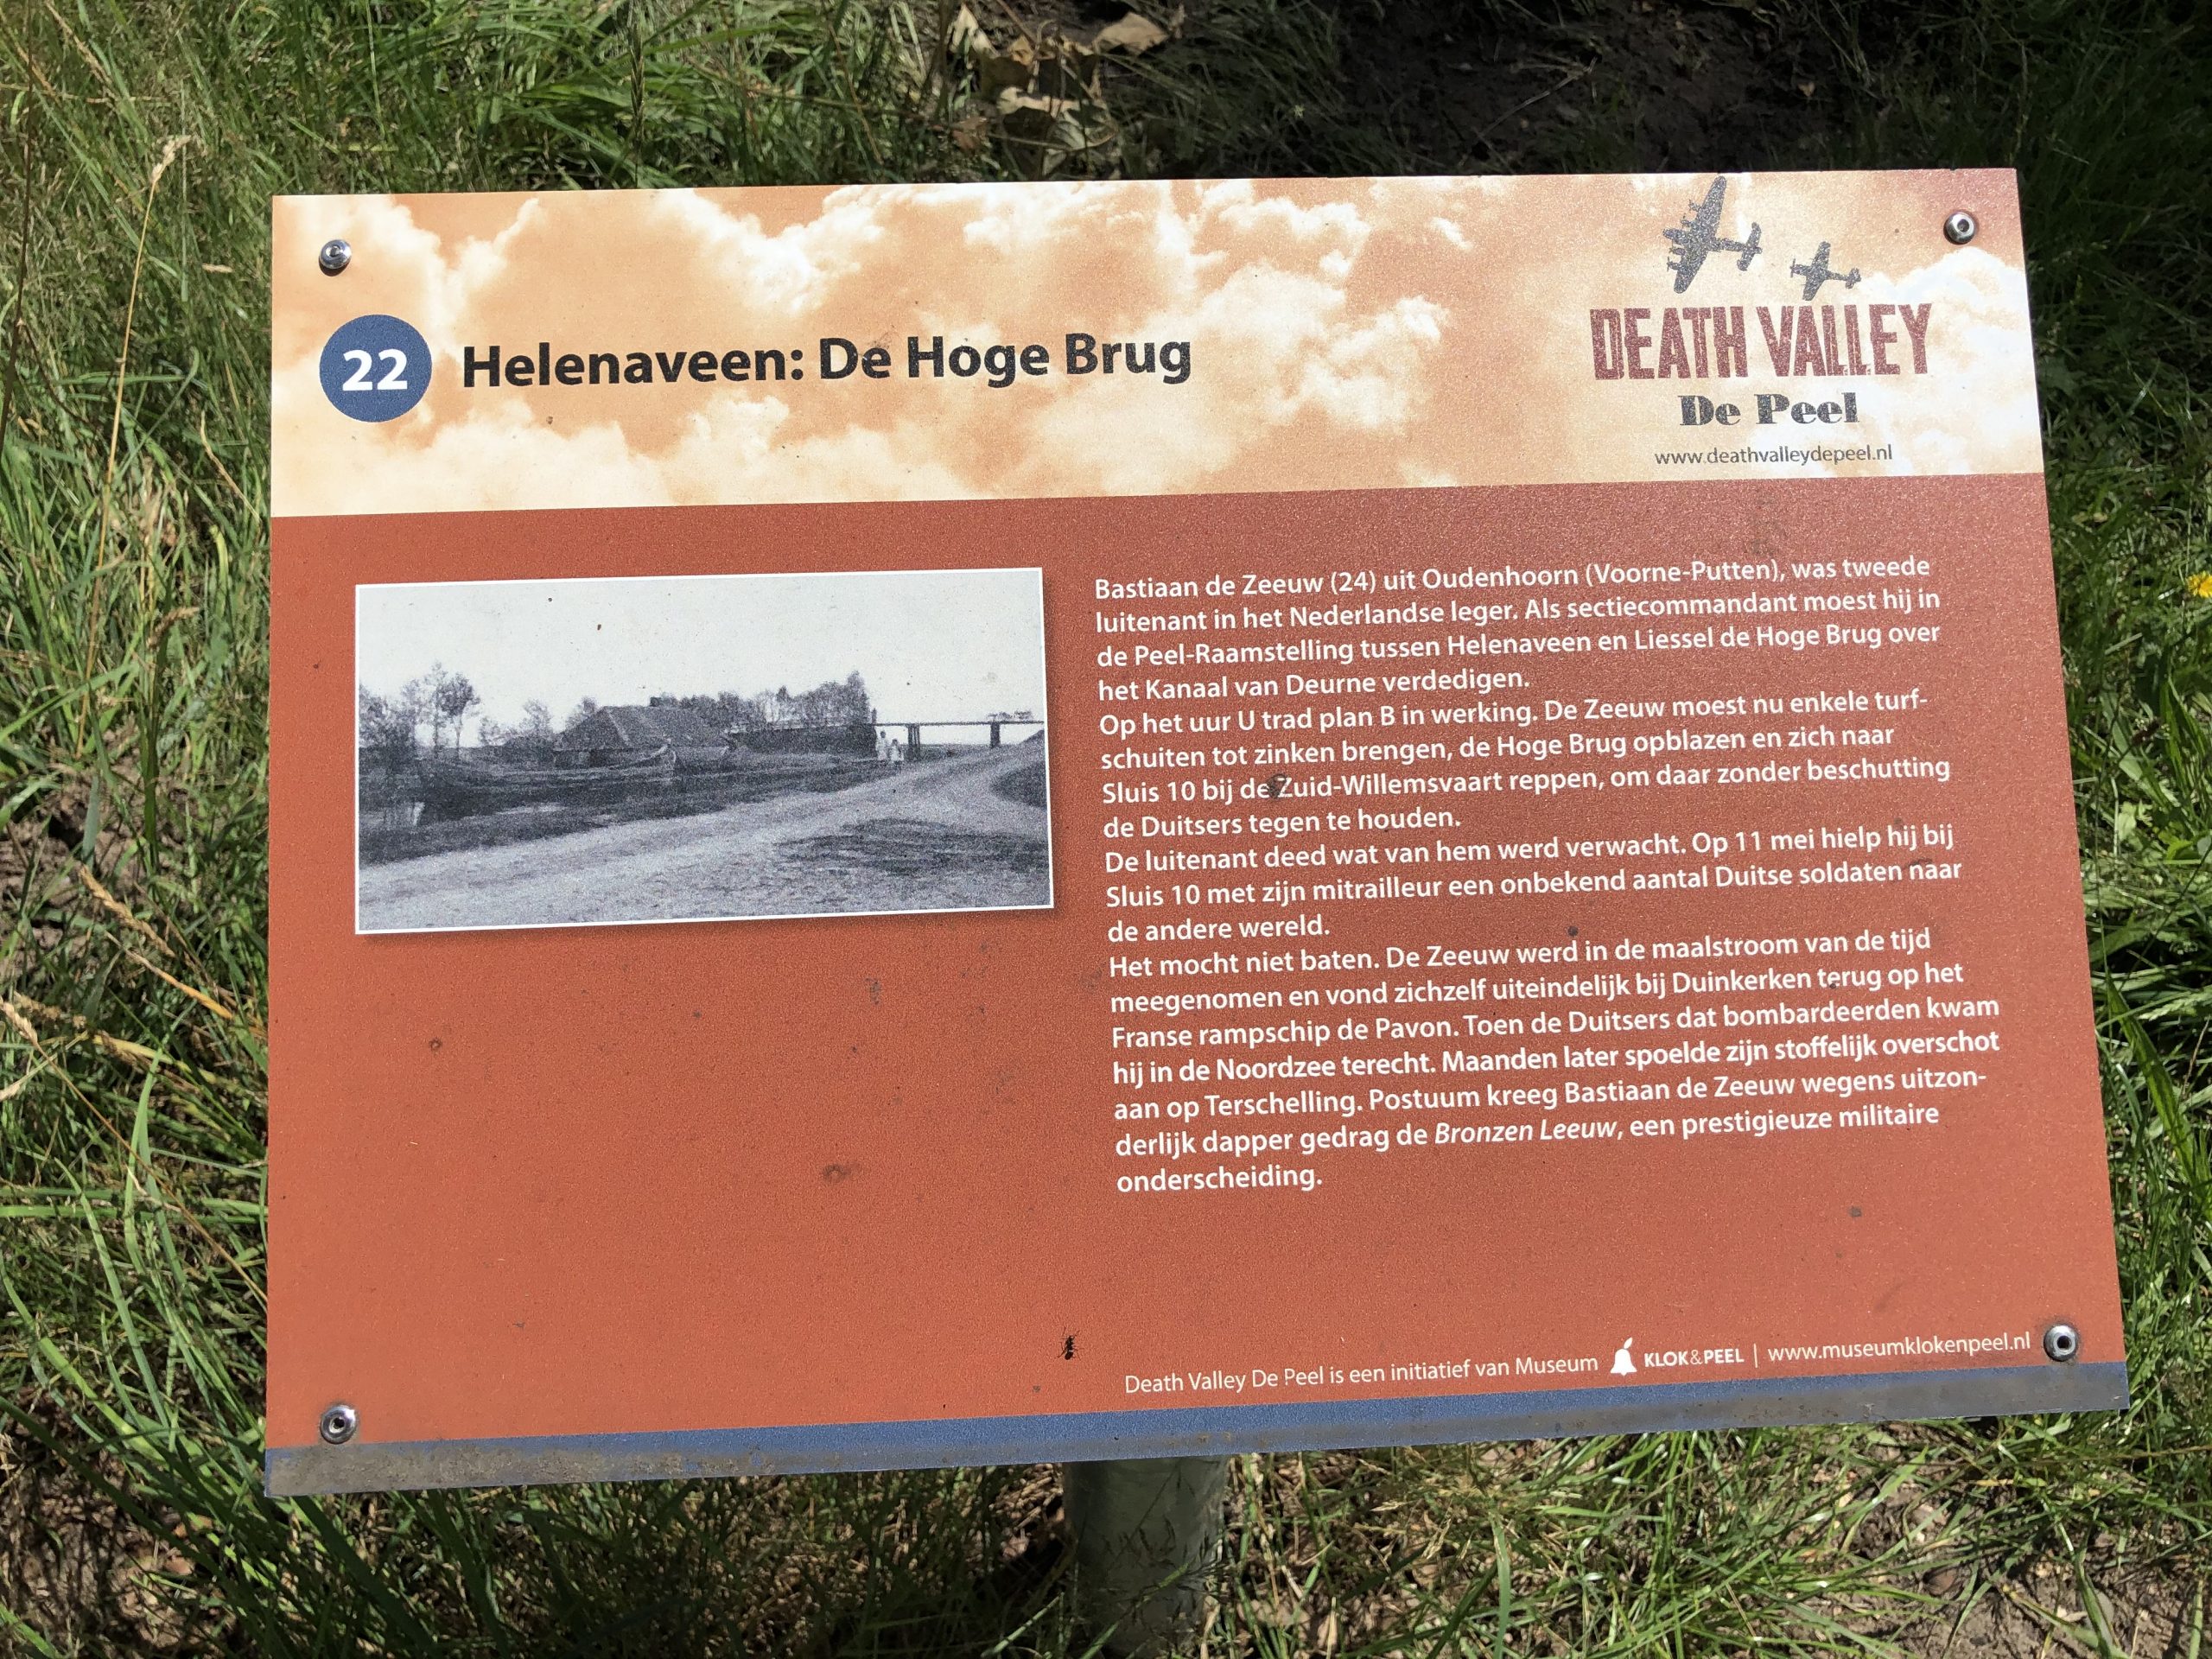 22 Helenaveen: De Hoge Brug
DEATH VALLEY
De Peel
www.deathvalleydepeel.nl
Bastiaan de Zeeuw (24) uit Oudenhoorn (Voorne-Putten), was tweede
luitenant in het Nederlandse leger. Als sectiecommandant moest hij in
de Peel-Raamstelling tussen Helenaveen en Liessel de Hoge Brug over
het Kanaal van Deurne verdedigen.
Op het uur U trad plan B in werking. De Zeeuw moest nu enkele turf-
schuiten tot zinken brengen, de Hoge Brug opblazen en zich naar
Sluis 10 bij de Zuid-Willemsvaart reppen, om daar zonder beschutting
de Duitsers tegen te houden.
De luitenant deed wat van hem werd verwacht. Op 11 mei hielp hij bij
Sluis 10 met zijn mitrailleur een onbekend aantal Duitse soldaten naar
de andere wereld.
Het mocht niet baten. De Zeeuw werd in de maalstroom van de tijd
meegenomen en vond zichzelf uiteindelijk bij Duinkerken terug op het
Franse rampschip de Pavon. Toen de Duitsers dat bombardeerden kwam
hij in de Noordzee terecht. Maanden later spoelde zijn stoffelijk overschot
aan op Terschelling. Postuum kreeg Bastiaan de Zeeuw wegens uitzon-
derlijk dapper gedrag de Bronzen Leeuw, een prestigieuze militaire
onderscheiding.
Death Valley De Peel is een initiatief van Museum KLOK&PEEL | www.museumklokenpeel.nl